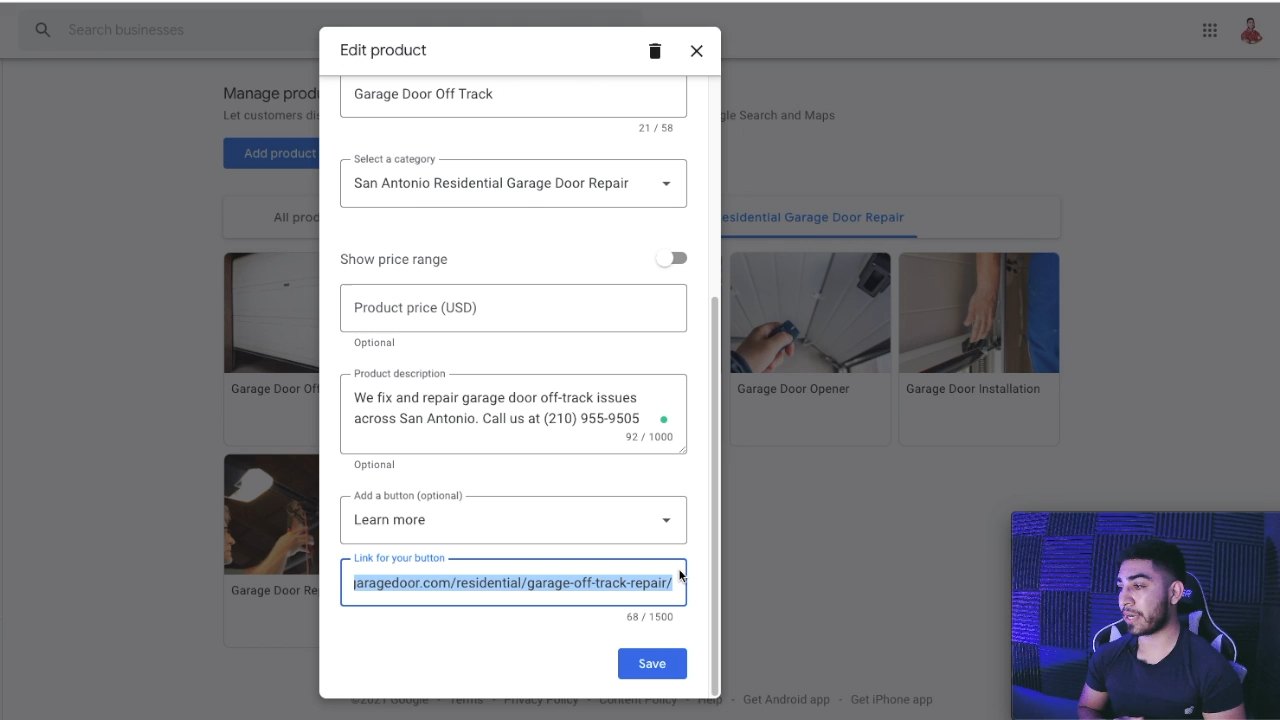 Search businesses
Edit product
Manage produ
Let customers dis
gle Search and Maps
Add product
Garage Door Off Track
21 / 58
Select a category
San Antonio Residential Garage Door Repair
All prod
esidential Garage Door Repair
Show price range
Product price (USD)
Optional
Garage Door Off
Garage Door Opener
Garage Door Installation
Product description
We fix and repair garage door off-track issues
across San Antonio. Call us at (210) 955-9505
92 / 1000
Optional
Add a button (optional)
Learn more
Link for your button
aragedoor.com/residential/garage-off-track-repair/
Garage Door Re
68 / 1500
Save
©2021 Google - Terms - Privacy Policy - Content Policy - Help - Get Android app - Get iPhone app